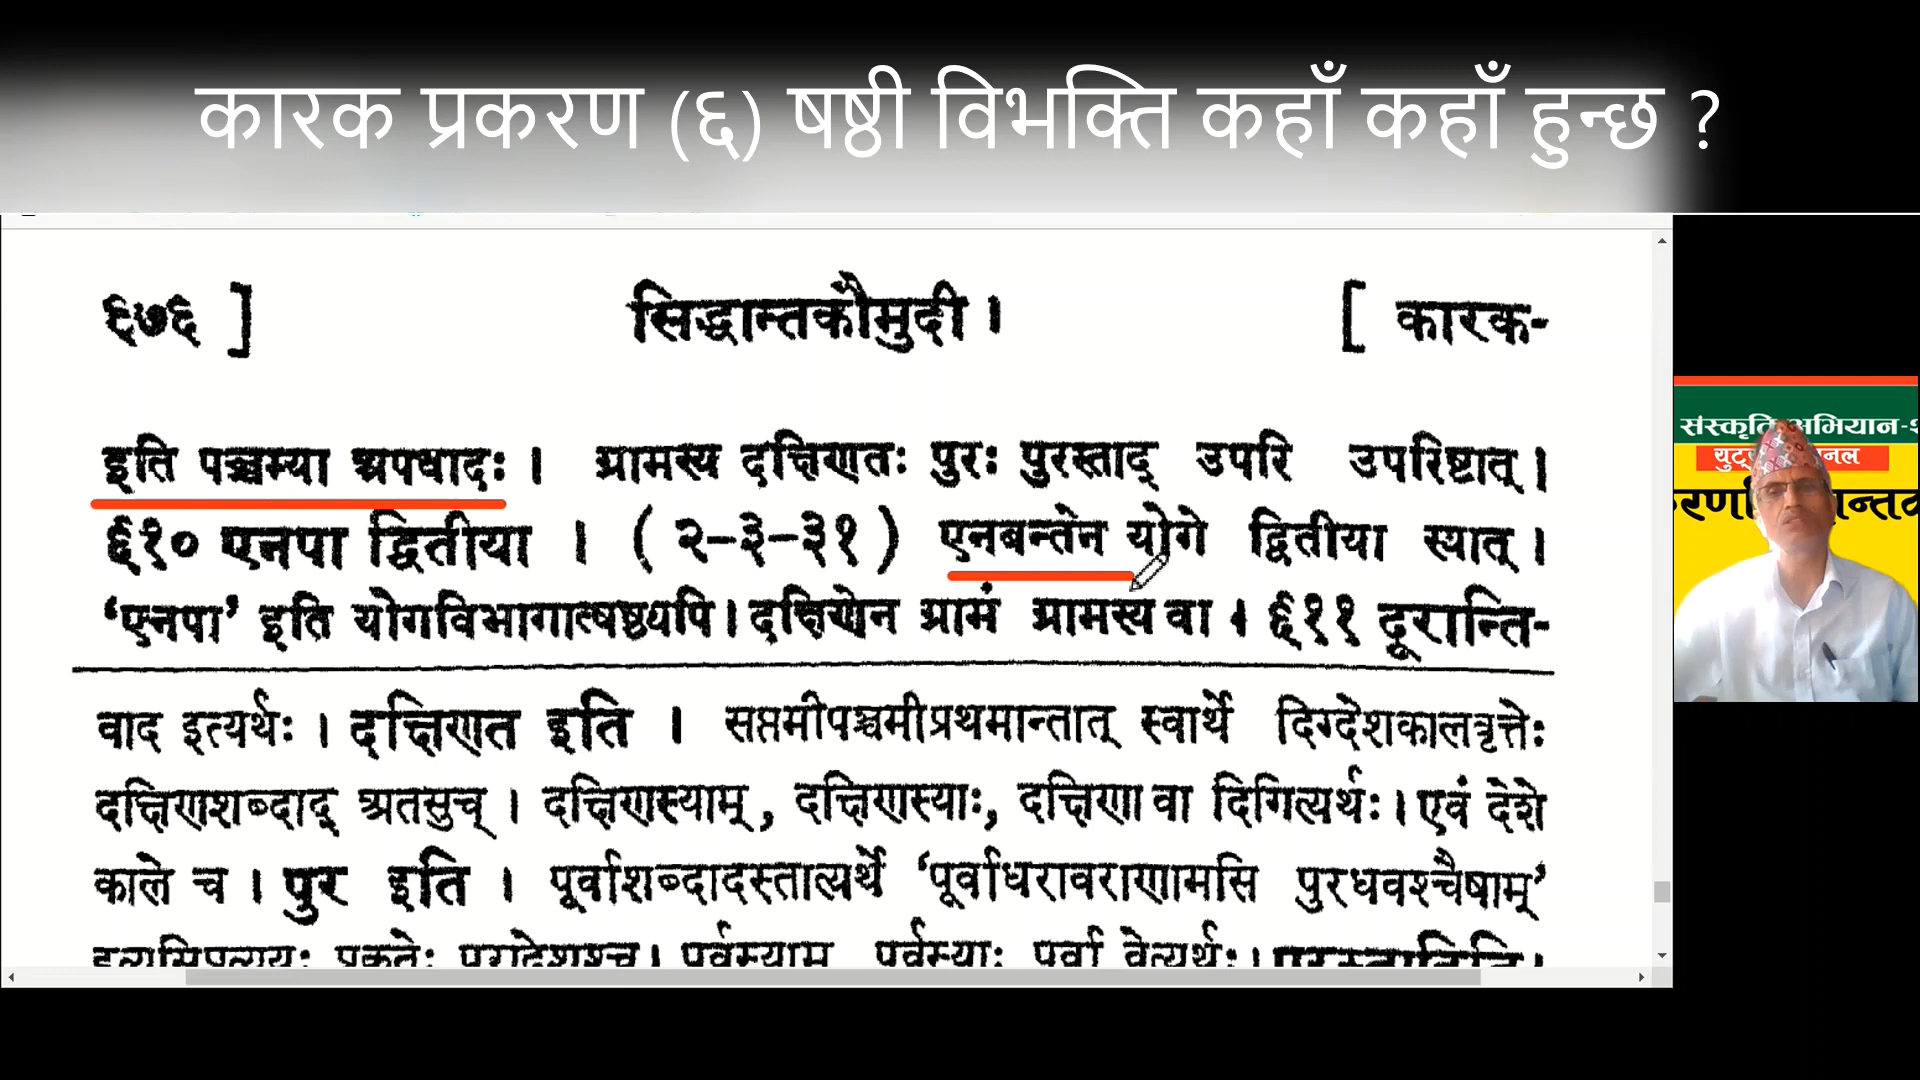 कारक प्रकरण (६) षष्ठी विभक्ति कहाँ कहाँ हुन्छ ?
६७६ ] सिद्धान्तकौमुदी । [ कारक-
इति पञ्चम्या अपवादः । ग्रामस्य दक्षिणतः पुरः पुरस्ताद् उपरि उपरिष्टात् ।
६१० एनपा द्वितीया । ( २-३-३१ ) एनबन्तेन योगे द्वितीया स्यात् ।
‘एनपा’ इति योगविभागात्षष्ठ्यपि । दक्षिणेन ग्रामं ग्रामस्य वा । ६११ दूरान्ति-
वाद इत्यर्थः । दक्षिणत इति । सप्तमीपञ्चमीप्रथमान्तात् स्वार्थे दिग्देशकालवृत्तेः
दक्षिणशब्दाद् अतसुच् । दक्षिणस्याम्, दक्षिणस्याः, दक्षिणा वा दिगित्यर्थः । एवं देशे
काले च । पुर इति । पूर्वाशब्दादस्तात्यर्थे ‘पूर्वाधरावराणामसि पुरधवश्चैषाम्’
संस्कृति अभियान-